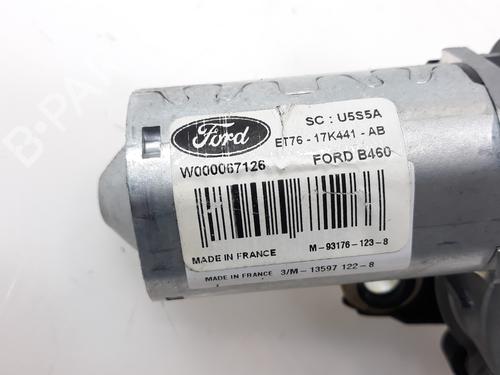 SC : U5S5A
Ford
ET76 - 17K441 - AB
W000067126
FORD B460
M-93176-123-8
MADE IN FRANCE
MADE IN FRANCE 3/M-13597 122-8
B-PARTS